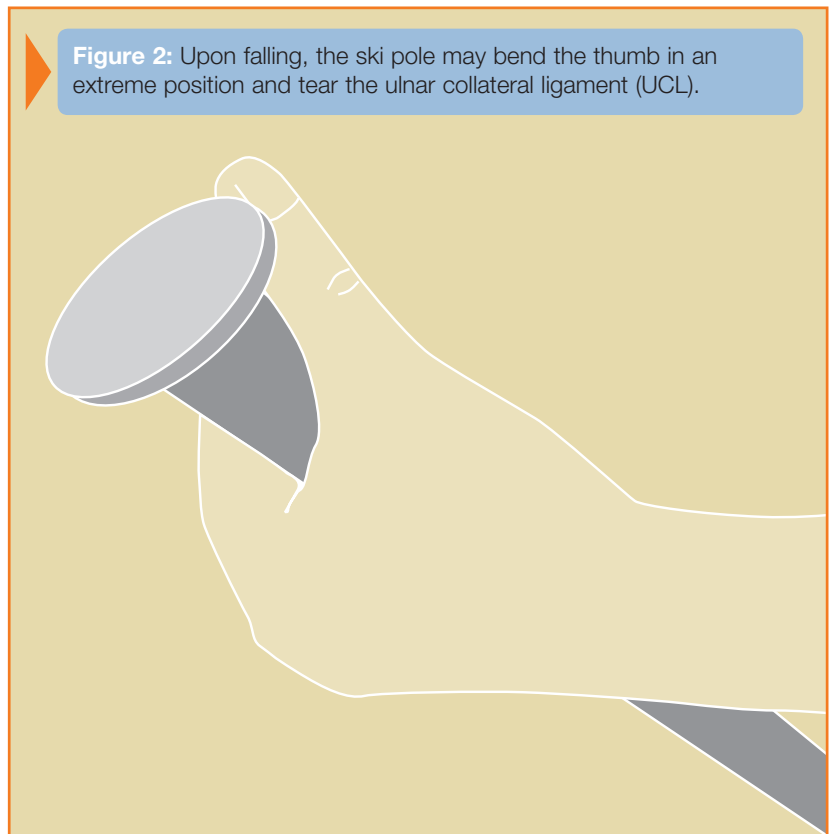 Figure 2: Upon falling, the ski pole may bend the thumb in an
extreme position and tear the ulnar collateral ligament (UCL).